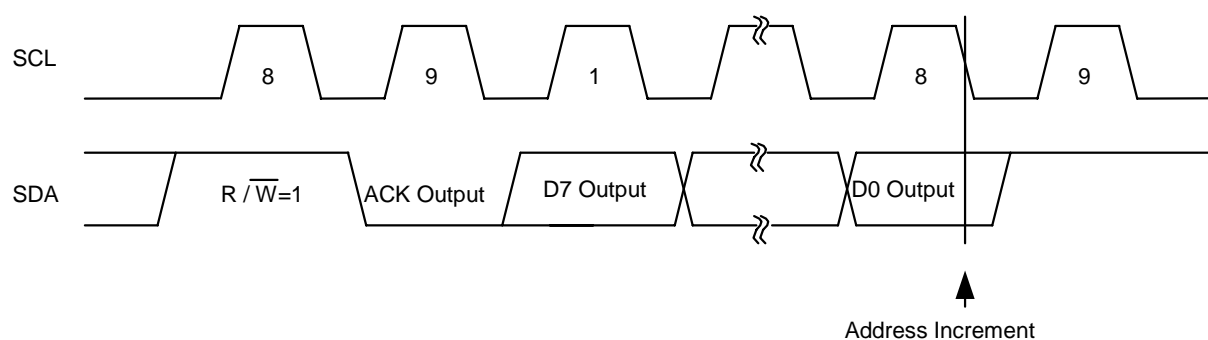 SCL
8
9
1
8
9
SDA
R / W̅=1
ACK Output
D7 Output
D0 Output
Address Increment